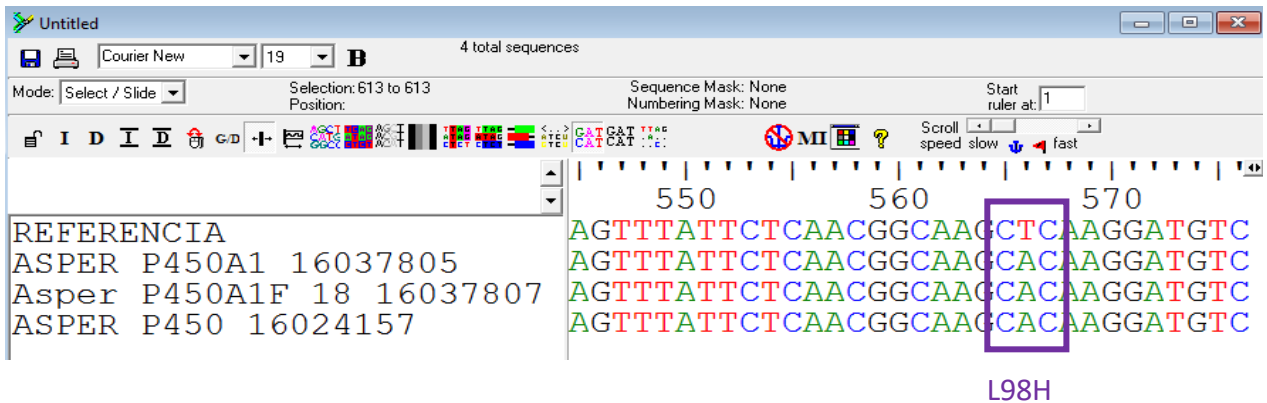 Untitled
Courier New 19 B 4 total sequences
Mode: Select / Slide Selection: 613 to 613 Position: Sequence Mask: None Numbering Mask: None Start ruler at: 1
I D I D G/D MI Scroll speed slow fast
550 560 570
REFERENCIA AGTTTATTCTCAACGGCAAGCTCAAGGATGTC
ASPER P450A1 16037805 AGTTTATTCTCAACGGCAAGCACAAGGATGTC
Asper P450A1F 18 16037807 AGTTTATTCTCAACGGCAAGCACAAGGATGTC
ASPER P450 16024157 AGTTTATTCTCAACGGCAAGCACAAGGATGTC
L98H